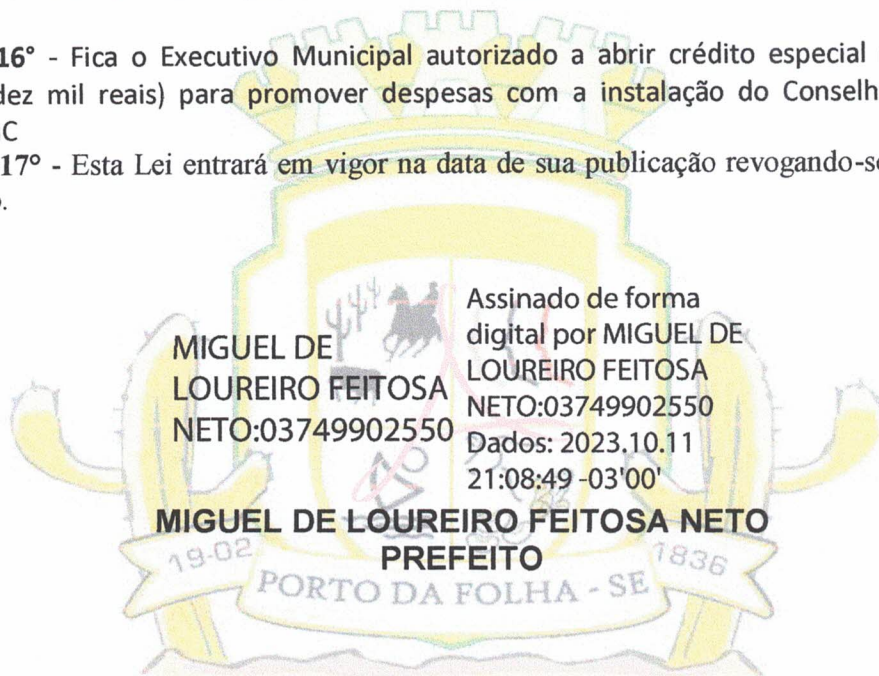 16° - Fica o Executivo Municipal autorizado a abrir crédito especial
dez mil reais) para promover despesas com a instalação do Conselh
C
17° - Esta Lei entrará em vigor na data de sua publicação revogando-se
.
MIGUEL DE
LOUREIRO FEITOSA
NETO:03749902550
Assinado de forma
digital por MIGUEL DE
LOUREIRO FEITOSA
NETO:03749902550
Dados: 2023.10.11
21:08:49 -03'00'
MIGUEL DE LOUREIRO FEITOSA NETO
PREFEITO
19-02
1836
PORTO DA FOLHA - SE